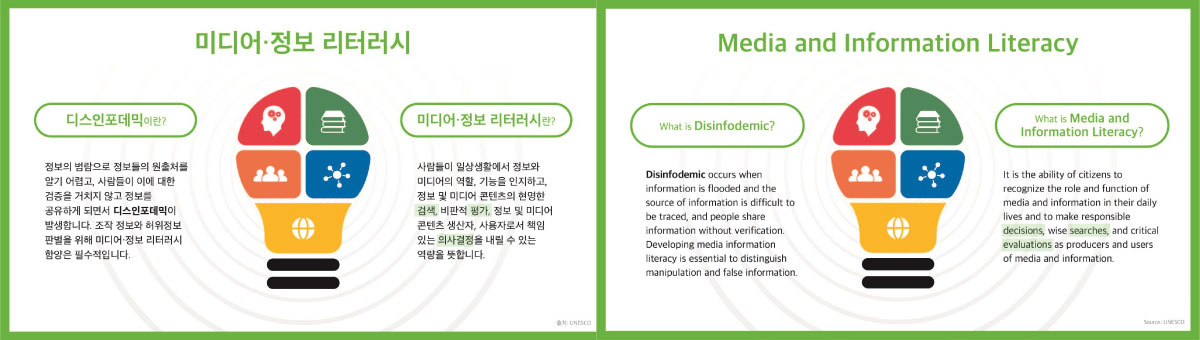 미디어·정보 리터러시
디스인포데믹이란?
정보의 범람으로 정보들의 원출처를
알기 어렵고, 사람들이 이에 대한
검증을 거치지 않고 정보를
공유하게 되면서 디스인포데믹이
발생합니다. 조작 정보와 허위정보
판별을 위해 미디어·정보 리터러시
함양은 필수적입니다.
미디어·정보 리터러시란?
사람들이 일상생활에서 정보와
미디어의 역할, 기능을 인지하고,
정보 및 미디어 콘텐츠의 현명한
검색, 비판적 평가, 정보 및 미디어
콘텐츠 생산자, 사용자로서 책임
있는 의사결정을 내릴 수 있는
역량을 뜻합니다.
출처: UNESCO
Media and Information Literacy
What is Disinfodemic?
Disinfodemic occurs when
information is flooded and the
source of information is difficult to
be traced, and people share
information without verification.
Developing media information
literacy is essential to distinguish
manipulation and false information.
What is Media and
Information Literacy?
It is the ability of citizens to
recognize the role and function of
media and information in their daily
lives and to make responsible
decisions, wise searches, and critical
evaluations as producers and users
of media and information.
Source: UNESCO